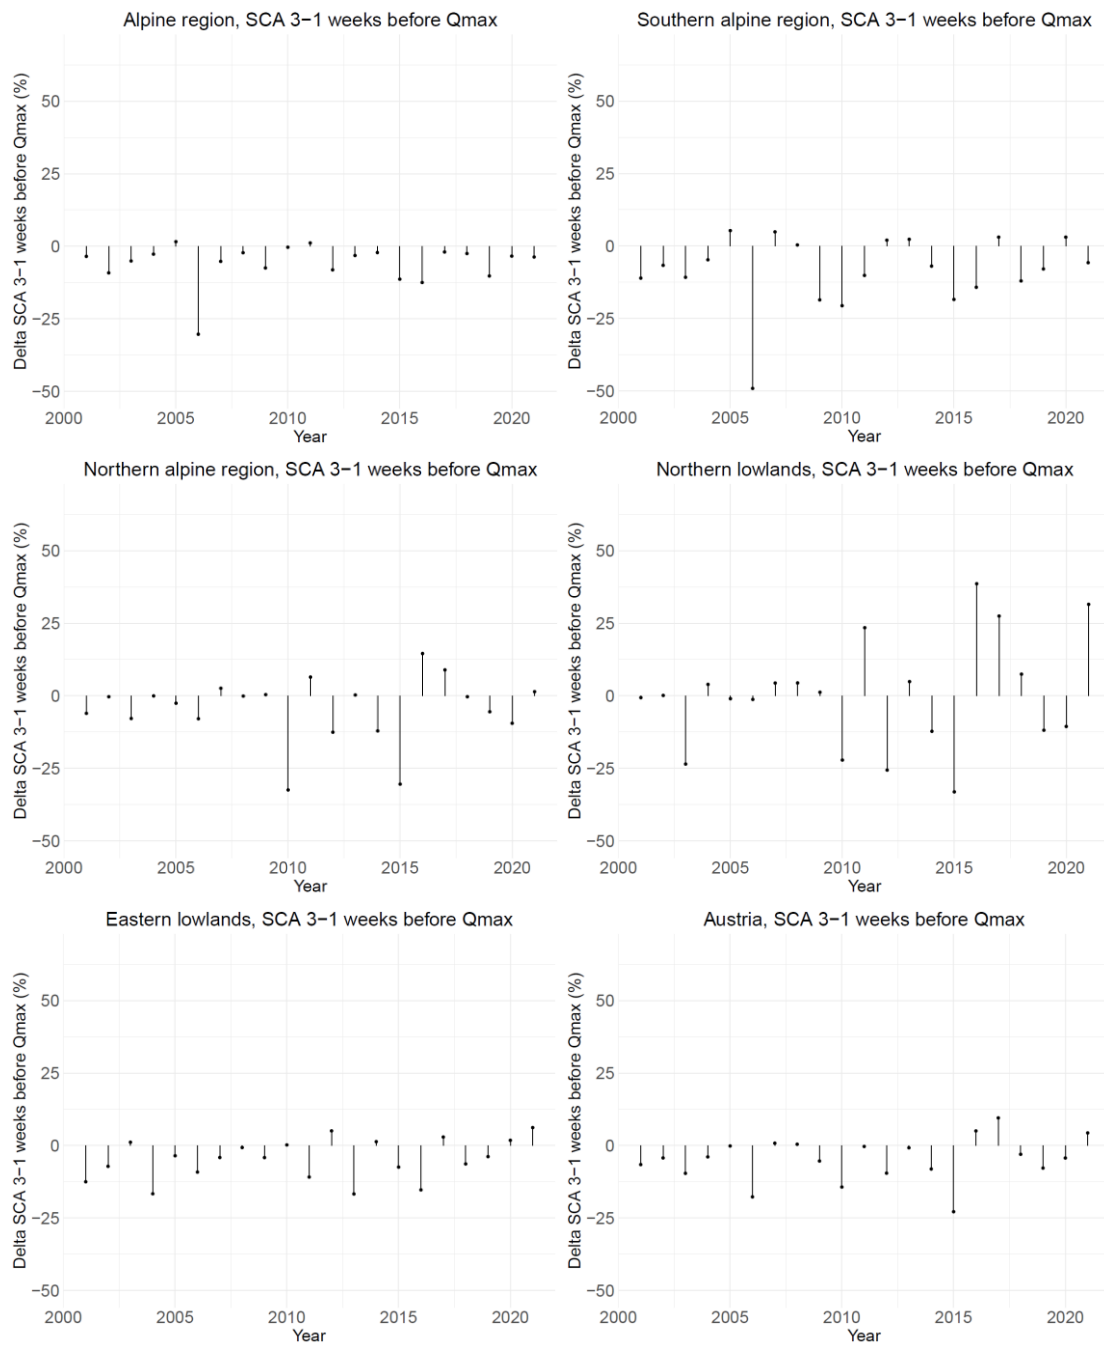 Alpine region, SCA 3−1 weeks before Qmax
Delta SCA 3−1 weeks before Qmax (%)
50
25
0
−25
−50
2000 2005 2010 2015 2020
Year
Southern alpine region, SCA 3−1 weeks before Qmax
Delta SCA 3−1 weeks before Qmax (%)
50
25
0
−25
−50
2000 2005 2010 2015 2020
Year
Northern alpine region, SCA 3−1 weeks before Qmax
Delta SCA 3−1 weeks before Qmax (%)
50
25
0
−25
−50
2000 2005 2010 2015 2020
Year
Northern lowlands, SCA 3−1 weeks before Qmax
Delta SCA 3−1 weeks before Qmax (%)
50
25
0
−25
−50
2000 2005 2010 2015 2020
Year
Eastern lowlands, SCA 3−1 weeks before Qmax
Delta SCA 3−1 weeks before Qmax (%)
50
25
0
−25
−50
2000 2005 2010 2015 2020
Year
Austria, SCA 3−1 weeks before Qmax
Delta SCA 3−1 weeks before Qmax (%)
50
25
0
−25
−50
2000 2005 2010 2015 2020
Year